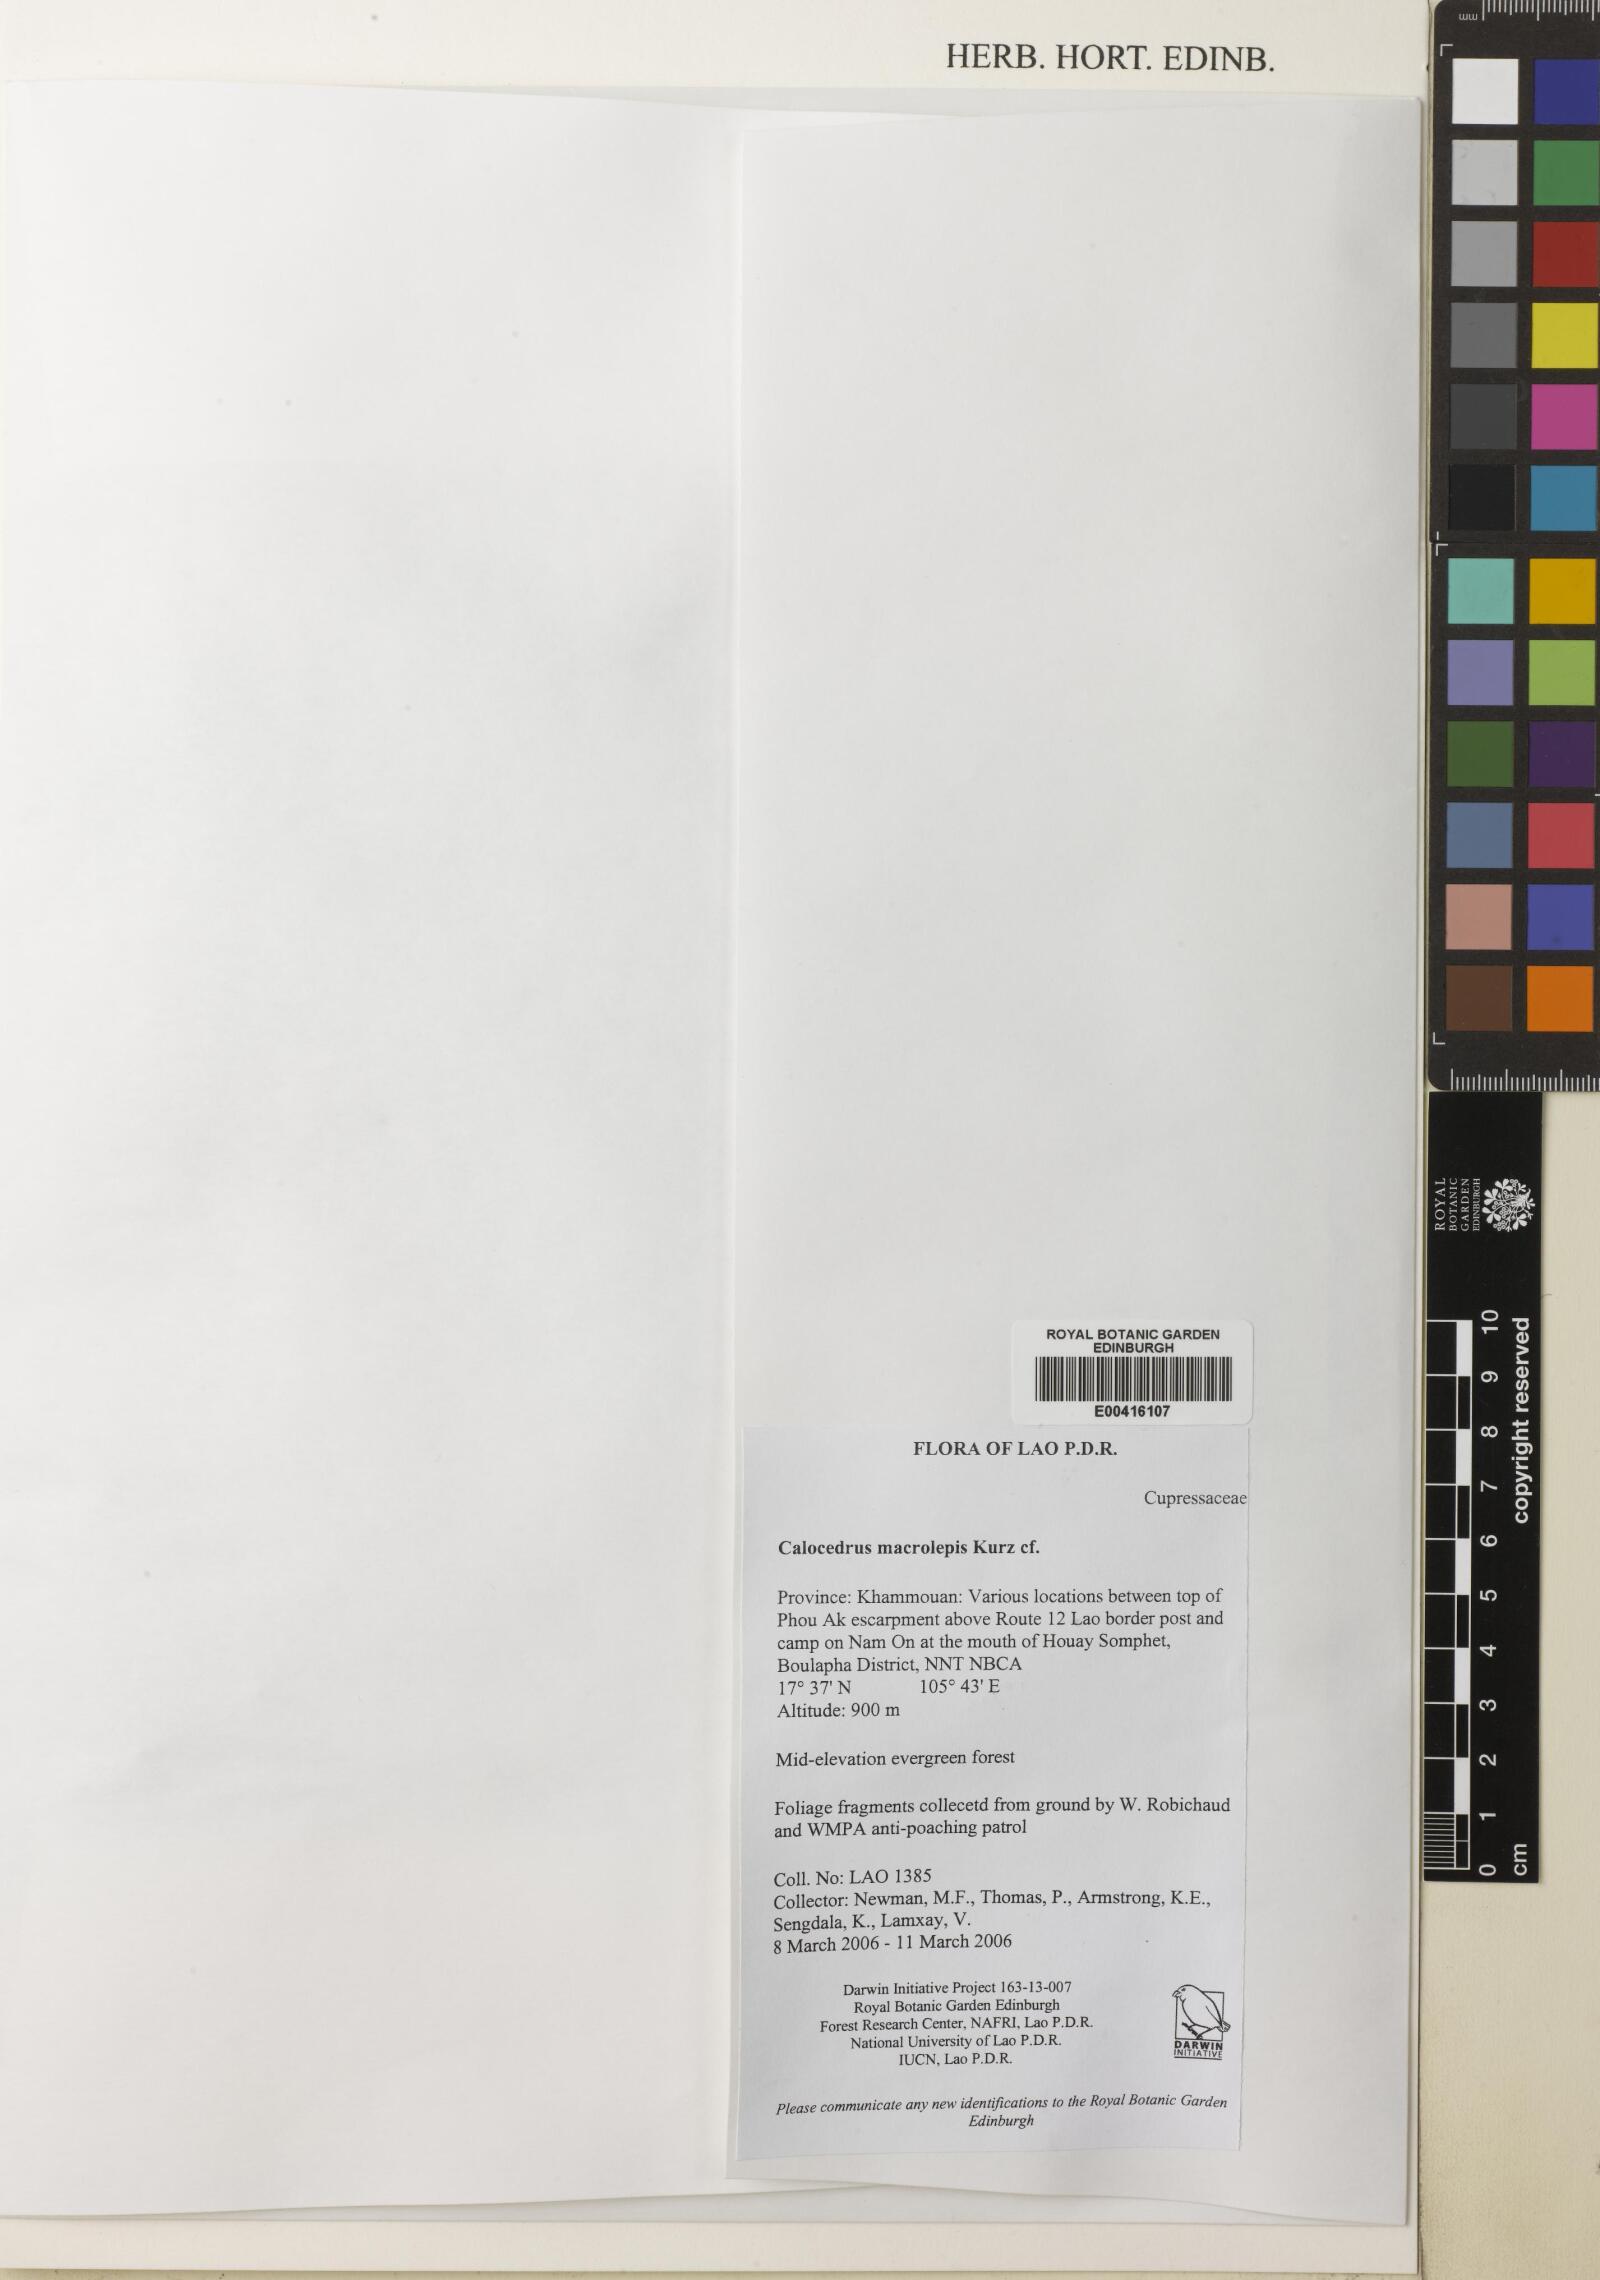 HERB. HORT. EDINB.
mm
ROYAL
BOTANIC
GARDEN
EDINBURGH
10
9
8
7
6
5
4
3
2
1
0
cm
copyright reserved
ROYAL BOTANIC GARDEN
EDINBURGH
E00416107
FLORA OF LAO P.D.R.
Cupressaceae
Calocedrus macrolepis Kurz cf.
Province: Khammouan: Various locations between top of
Phou Ak escarpment above Route 12 Lao border post and
camp on Nam On at the mouth of Houay Somphet,
Boulapha District, NNT NBCA
17° 37' N 105° 43' E
Altitude: 900 m
Mid-elevation evergreen forest
Foliage fragments collecetd from ground by W. Robichaud
and WMPA anti-poaching patrol
Coll. No: LAO 1385
Collector: Newman, M.F., Thomas, P., Armstrong, K.E.,
Sengdala, K., Lamxay, V.
8 March 2006 - 11 March 2006
Darwin Initiative Project 163-13-007
Royal Botanic Garden Edinburgh
Forest Research Center, NAFRI, Lao P.D.R.
National University of Lao P.D.R.
IUCN, Lao P.D.R.
DARWIN
INITIATIVE
Please communicate any new identifications to the Royal Botanic Garden
Edinburgh